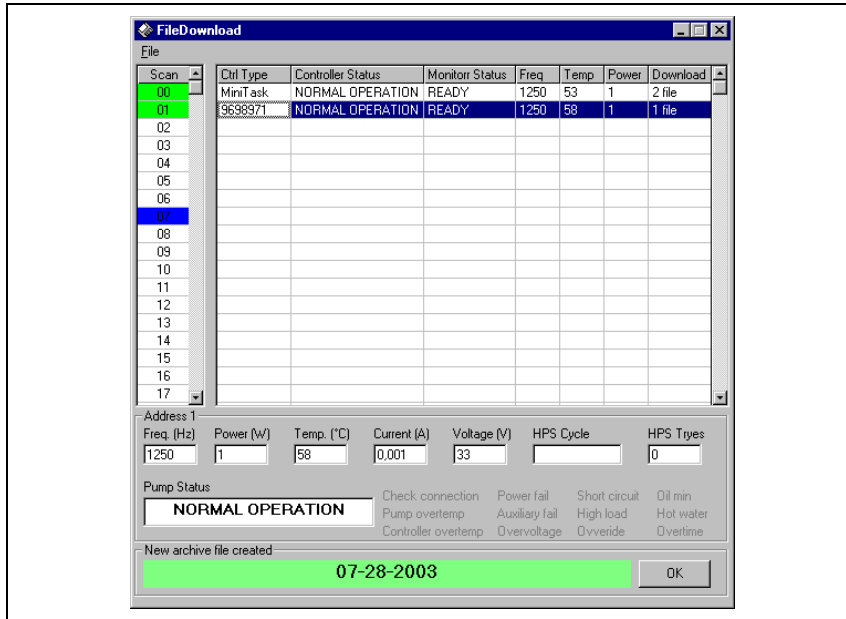 FileDownload
File
Scan Ctrl Type Controller Status Monitorr Status Freq Temp Power Download
00 MiniTask NORMAL OPERATION READY 1250 53 1 2 file
01 9698971 NORMAL OPERATION READY 1250 58 1 1 file
02
03
04
05
06
07
08
09
10
11
12
13
14
15
16
17
Address 1
Freq. (Hz) Power (W) Temp. (°C) Current (A) Voltage (V) HPS Cycle HPS Tryes
1250 1 58 0,001 33 0
Pump Status
Check connection Power fail Short circuit Oil min
NORMAL OPERATION Pump overtemp Auxiliary fail High load Hot water
Controller overtemp Overvoltage Ovveride Overtime
New archive file created
07-28-2003 OK